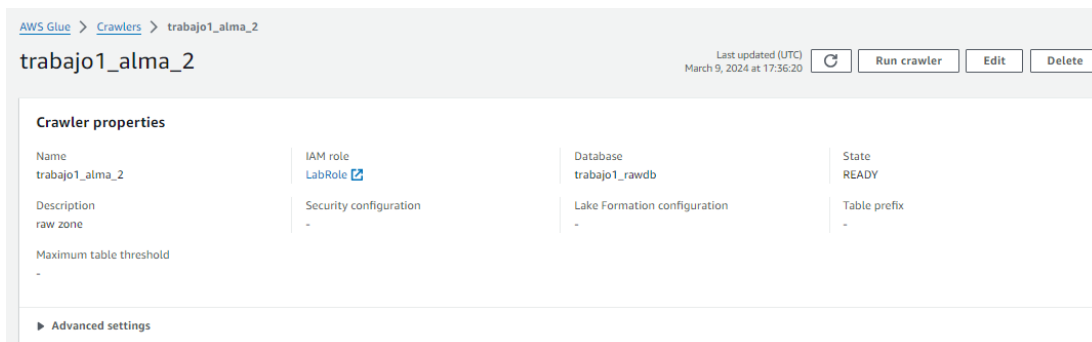 AWS Glue > Crawlers > trabajo1_alma_2
trabajo1_alma_2
Last updated (UTC)
March 9, 2024 at 17:36:20
Run crawler
Edit
Delete
Crawler properties
Name
trabajo1_alma_2
IAM role
LabRole
Database
trabajo1_rawdb
State
READY
Description
raw zone
Security configuration
-
Lake Formation configuration
-
Table prefix
-
Maximum table threshold
-
Advanced settings